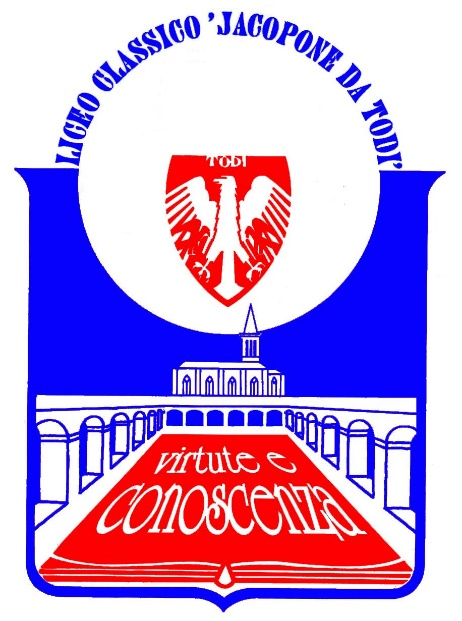 LICEO CLASSICO 'JACOPONE DA TODI'
TODI
virtute e
conoscenza